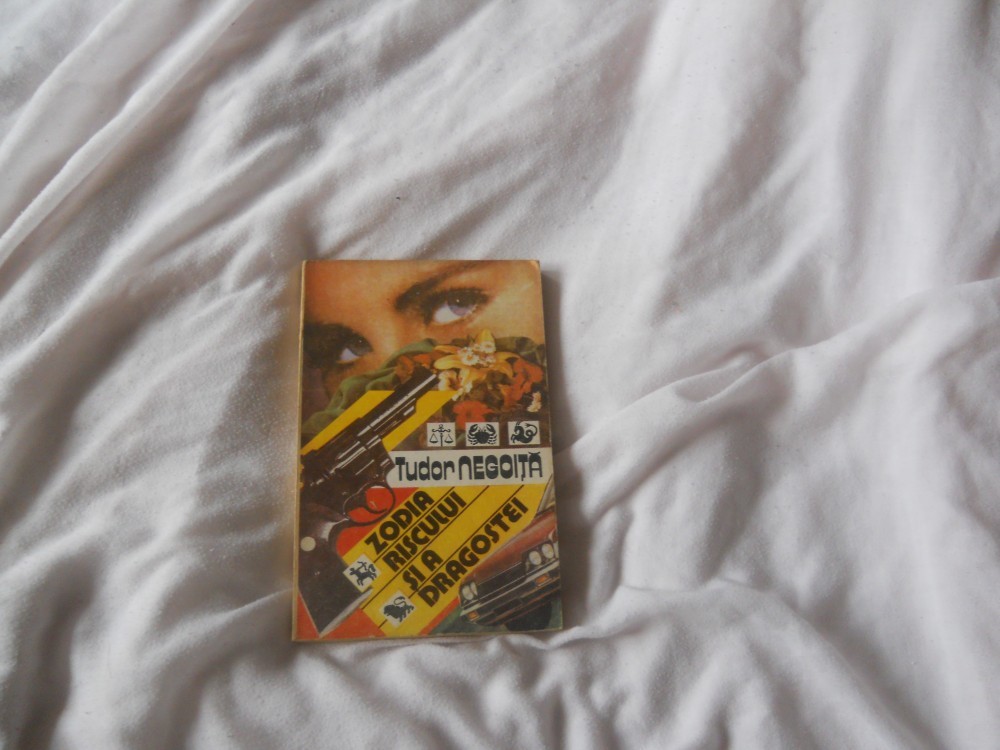 Tudor NEGOIȚĂ
ZODIA
RISCULUI
ȘI A
DRAGOSTEI